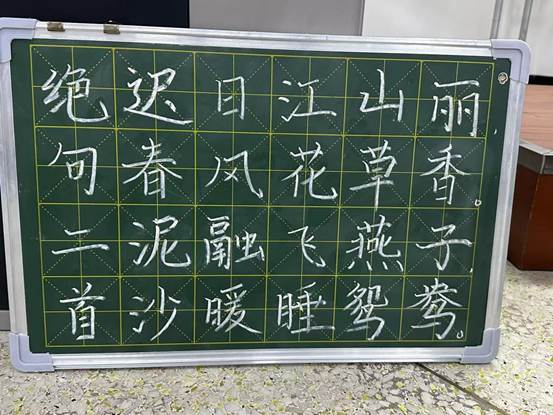 绝句二首
迟日江山丽，
春风花草香。
泥融飞燕子
沙暖睡鸳鸯。